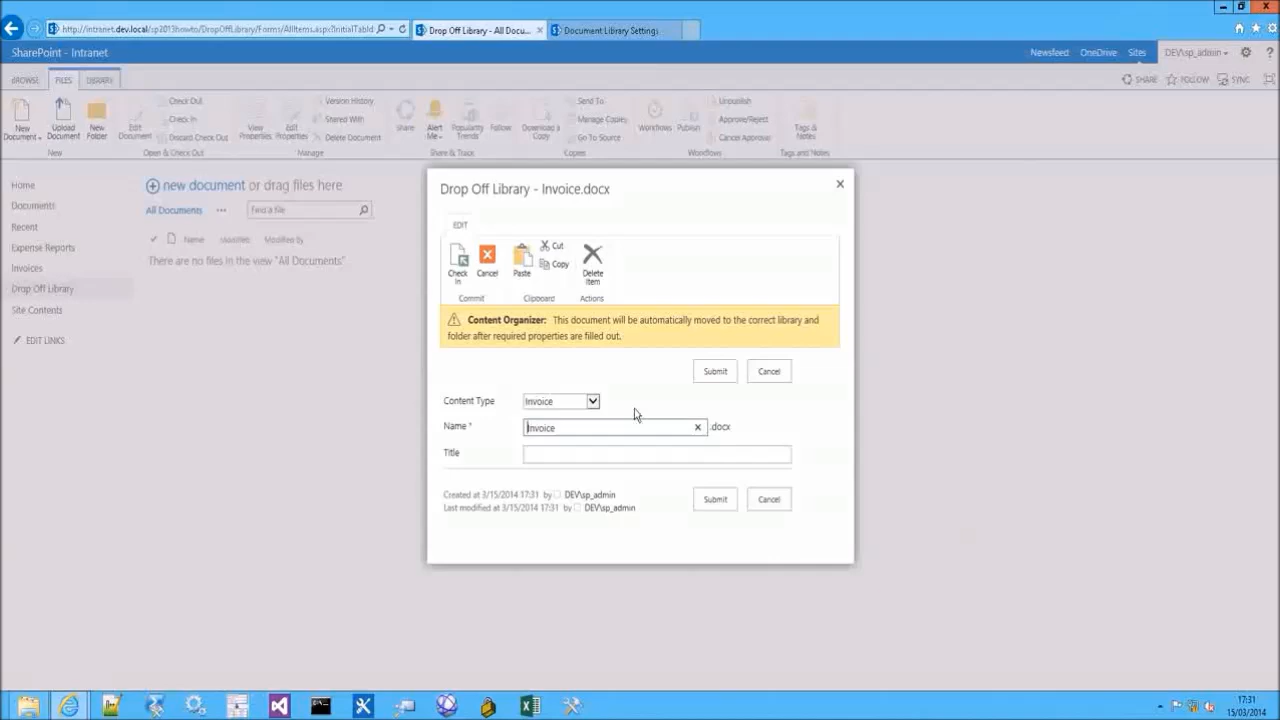 http://intranet.dev.local/sp2013howto/DropOffLibrary/Forms/AllItems.aspx?InitialTabId:
Drop Off Library - All Docu...
Document Library Settings
SharePoint - Intranet
Newsfeed OneDrive Sites DEV\sp_admin
BROWSE FILES LIBRARY
SHARE FOLLOW SYNC
New Document
Upload Document
New Folder
New
Edit Document
Check Out
Check In
Discard Check Out
Open & Check Out
View Properties
Edit Properties
Version History
Shared With
Delete Document
Manage
Share
Alert Me
Popularity Trends
Follow
Share & Track
Download a Copy
Send To
Manage Copies
Go To Source
Copies
Workflows
Publish
Unpublish
Approve/Reject
Cancel Approval
Workflows
Tags & Notes
Tags and Notes
Home
Documents
Recent
Expense Reports
Invoices
Drop Off Library
Site Contents
EDIT LINKS
new document or drag files here
All Documents ... Find a file
Name Modified Modified By
There are no files in the view "All Documents".
Drop Off Library - Invoice.docx
EDIT
Check In
Cancel
Commit
Paste
Cut
Copy
Clipboard
Delete Item
Actions
Content Organizer: This document will be automatically moved to the correct library and
folder after required properties are filled out.
Submit Cancel
Content Type Invoice
Name * Invoice .docx
Title
Created at 3/15/2014 17:31 by DEV\sp_admin
Last modified at 3/15/2014 17:31 by DEV\sp_admin
Submit Cancel
17:31
15/03/2014